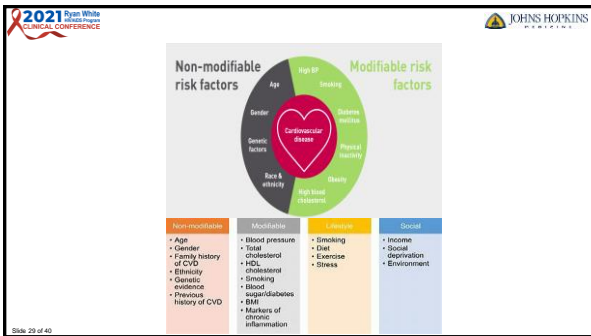 2021 Ryan White
HIV/AIDS Program
CLINICAL CONFERENCE
JOHNS HOPKINS
MEDICINE
Non-modifiable
risk factors
Modifiable risk
factors
High BP
Age
Smoking
Gender
Diabetes
mellitus
Cardiovascular
disease
Genetic
factors
Physical
inactivity
Race &
ethnicity
Obesity
High blood
cholesterol
Non-modifiable
• Age
• Gender
• Family history
of CVD
• Ethnicity
• Genetic
evidence
• Previous
history of CVD
Modifiable
• Blood pressure
• Total
cholesterol
• HDL
cholesterol
• Smoking
• Blood
sugar/diabetes
• BMI
• Markers of
chronic
inflammation
Lifestyle
• Smoking
• Diet
• Exercise
• Stress
Social
• Income
• Social
deprivation
• Environment
Slide 29 of 40